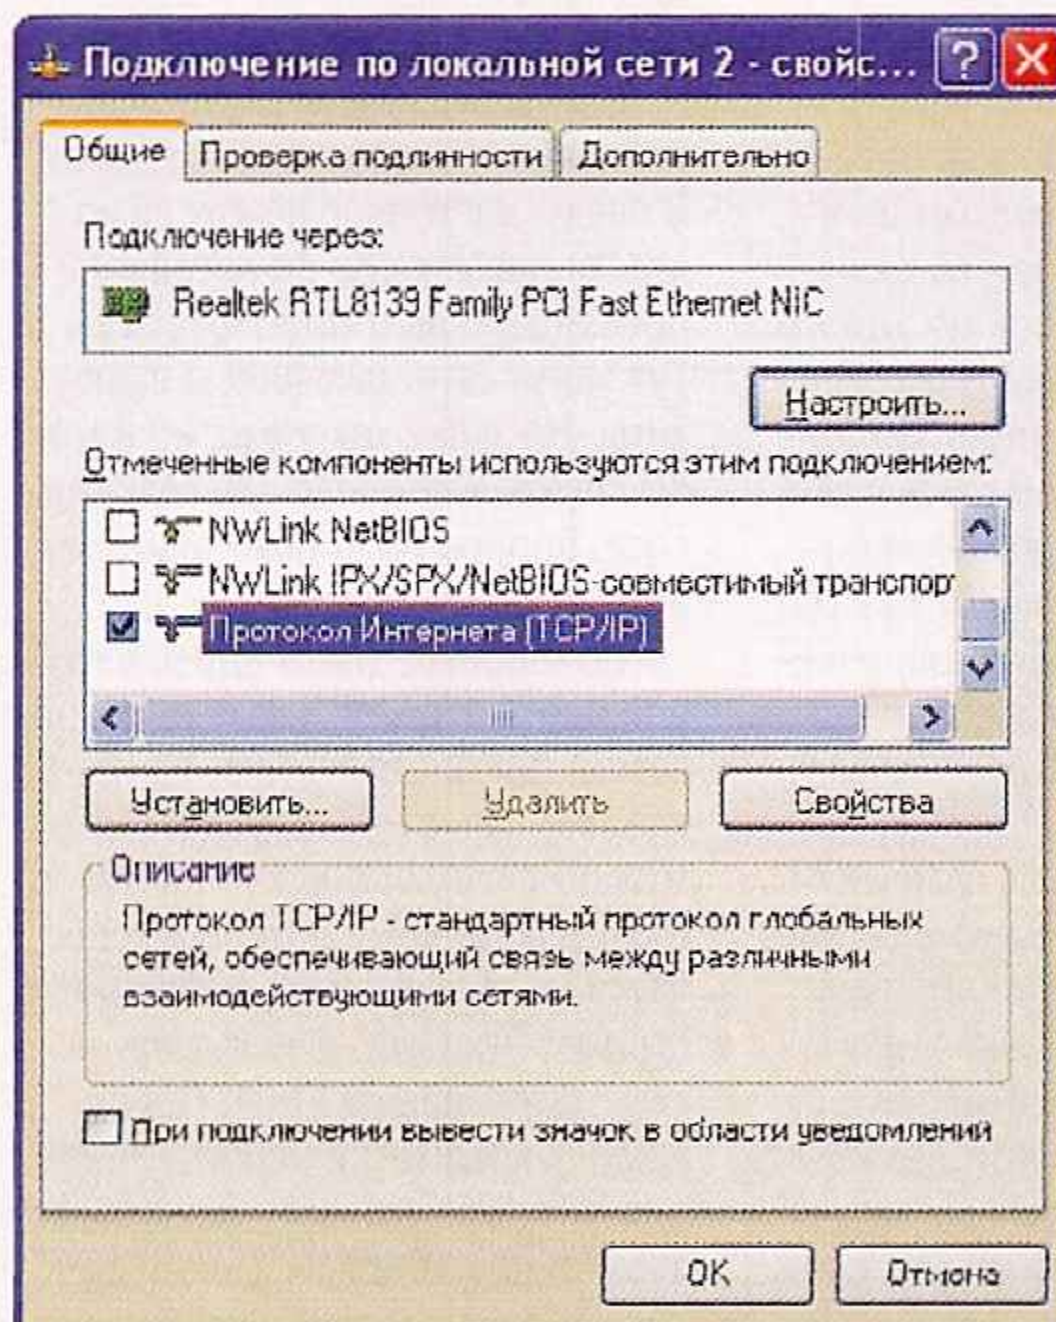 Подключение по локальной сети 2 - свойс... ?
Общие Проверка подлинности Дополнительно
Подключение через:
Realtek RTL8139 Family PCI Fast Ethernet NIC
Настроить...
Отмеченные компоненты используются этим подключением:
NWLink NetBIOS
NWLink IPX/SPX/NetBIOS-совместимый транспор
Протокол Интернета (TCP/IP)
Установить... Удалить Свойства
Описание
Протокол TCP/IP - стандартный протокол глобальных
сетей, обеспечивающий связь между различными
взаимодействующими сетями.
При подключении вывести значок в области уведомлений
OK Отмена